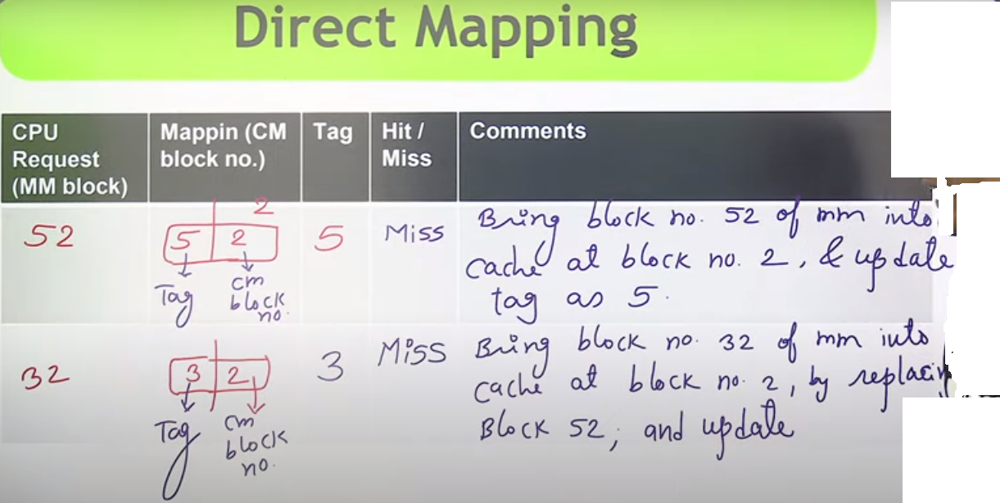 Direct Mapping
CPU Request (MM block)
Mappin (CM block no.)
Tag
Hit / Miss
Comments
52
2
5 2
Tag
cm block no.
5
Miss
Bring block no. 52 of mm into
cache at block no. 2, & update
tag as 5.
32
3 2
Tag
Cm block no.
3
Miss
Bring block no. 32 of mm into
cache at block no. 2, by replacin
Block 52, and update